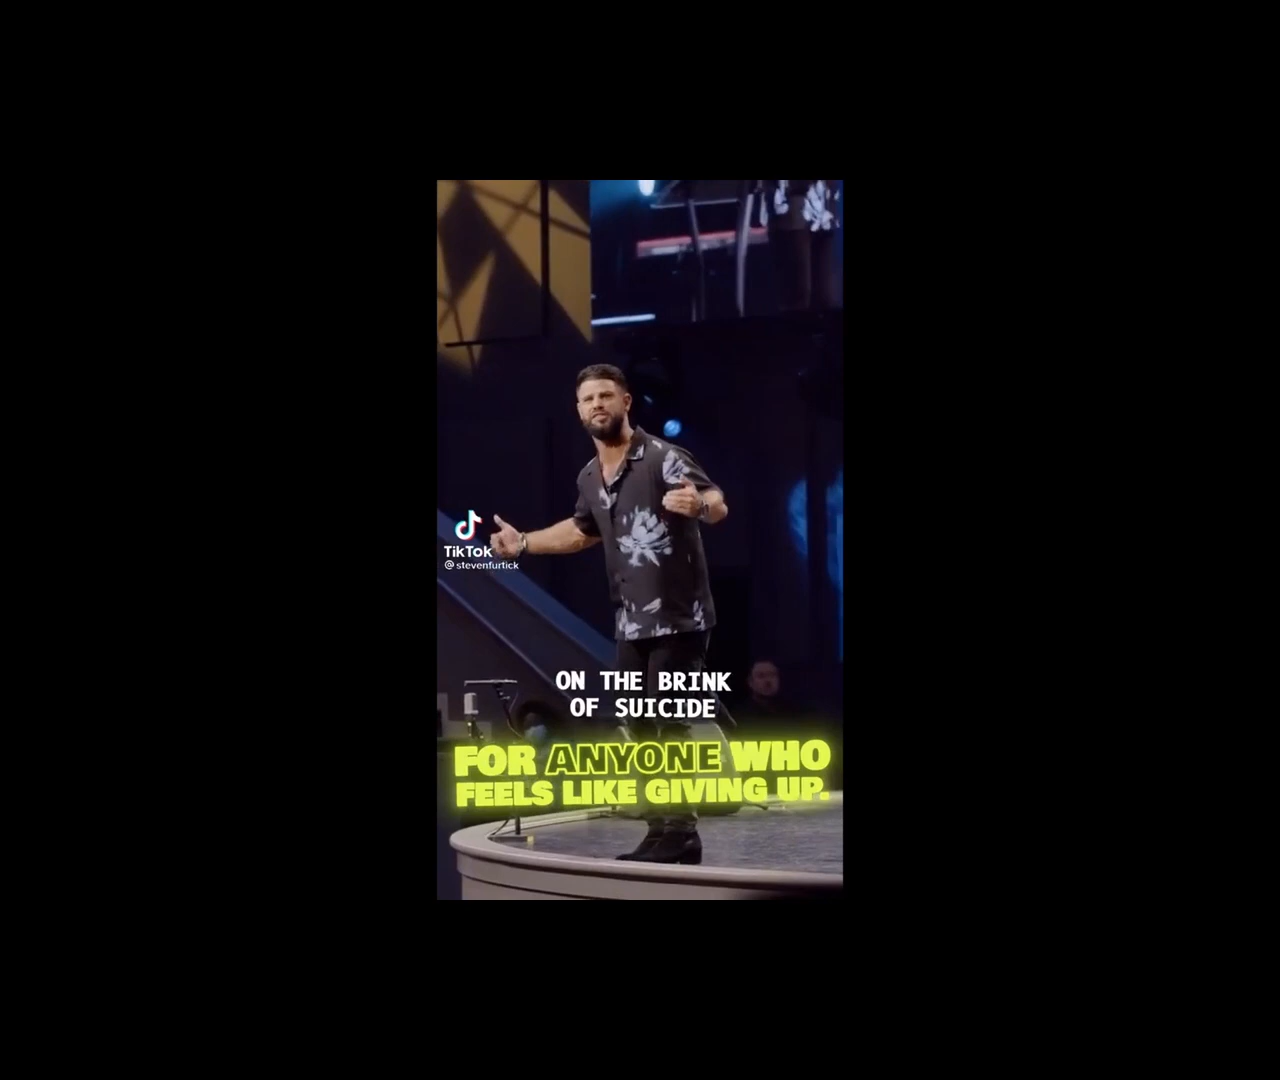 TikTok
@stevenfurtick
ON THE BRINK
OF SUICIDE
FOR ANYONE WHO
FEELS LIKE GIVING UP.